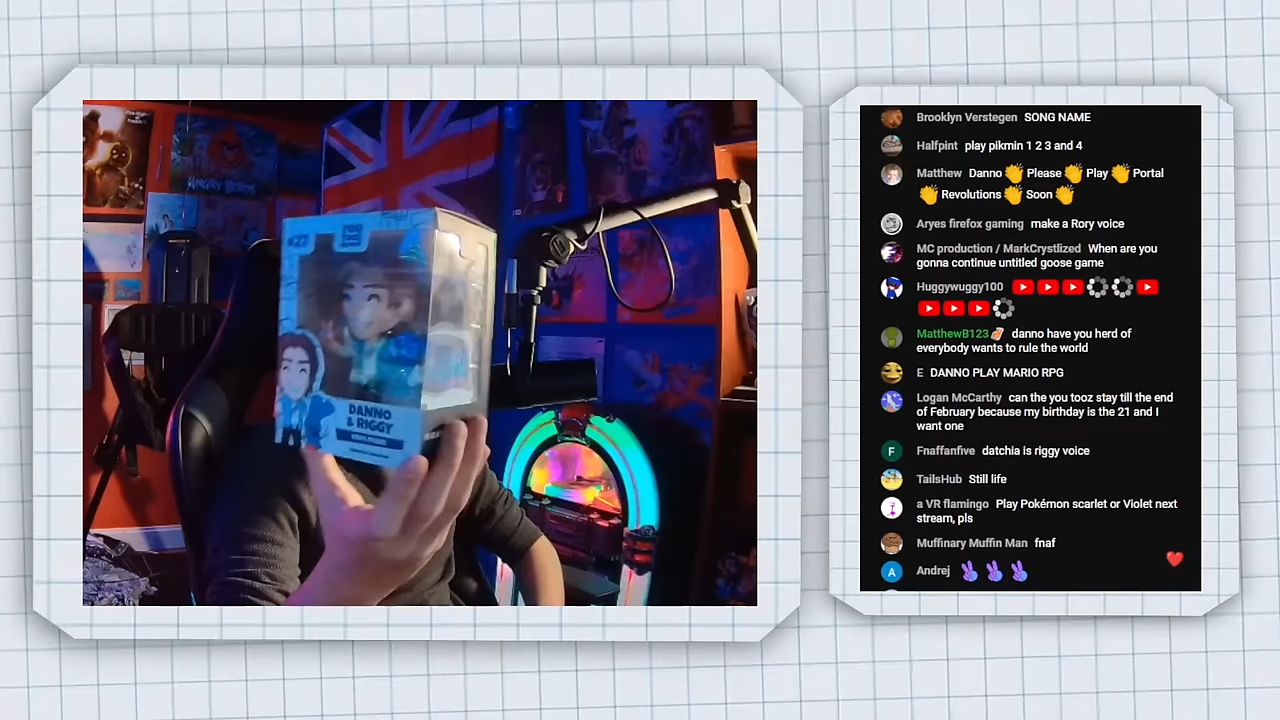 ANGRY BIRDS
DANNO
& RIGGY
Brooklyn Verstegen SONG NAME
Halfpint play pikmin 1 2 3 and 4
Matthew Danno 👏 Please 👏 Play 👏 Portal
👏 Revolutions 👏 Soon 👏
Aryes firefox gaming make a Rory voice
MC production / MarkCrystlized When are you
gonna continue untitled goose game
Huggywuggy100
MatthewB123 danno have you herd of
everybody wants to rule the world
E DANNO PLAY MARIO RPG
Logan McCarthy can the you tooz stay till the end
of February because my birthday is the 21 and I
want one
F Fnaffanfive datchia is riggy voice
TailsHub Still life
a VR flamingo Play Pokémon scarlet or Violet next
stream, pls
Muffinary Muffin Man fnaf
A Andrej